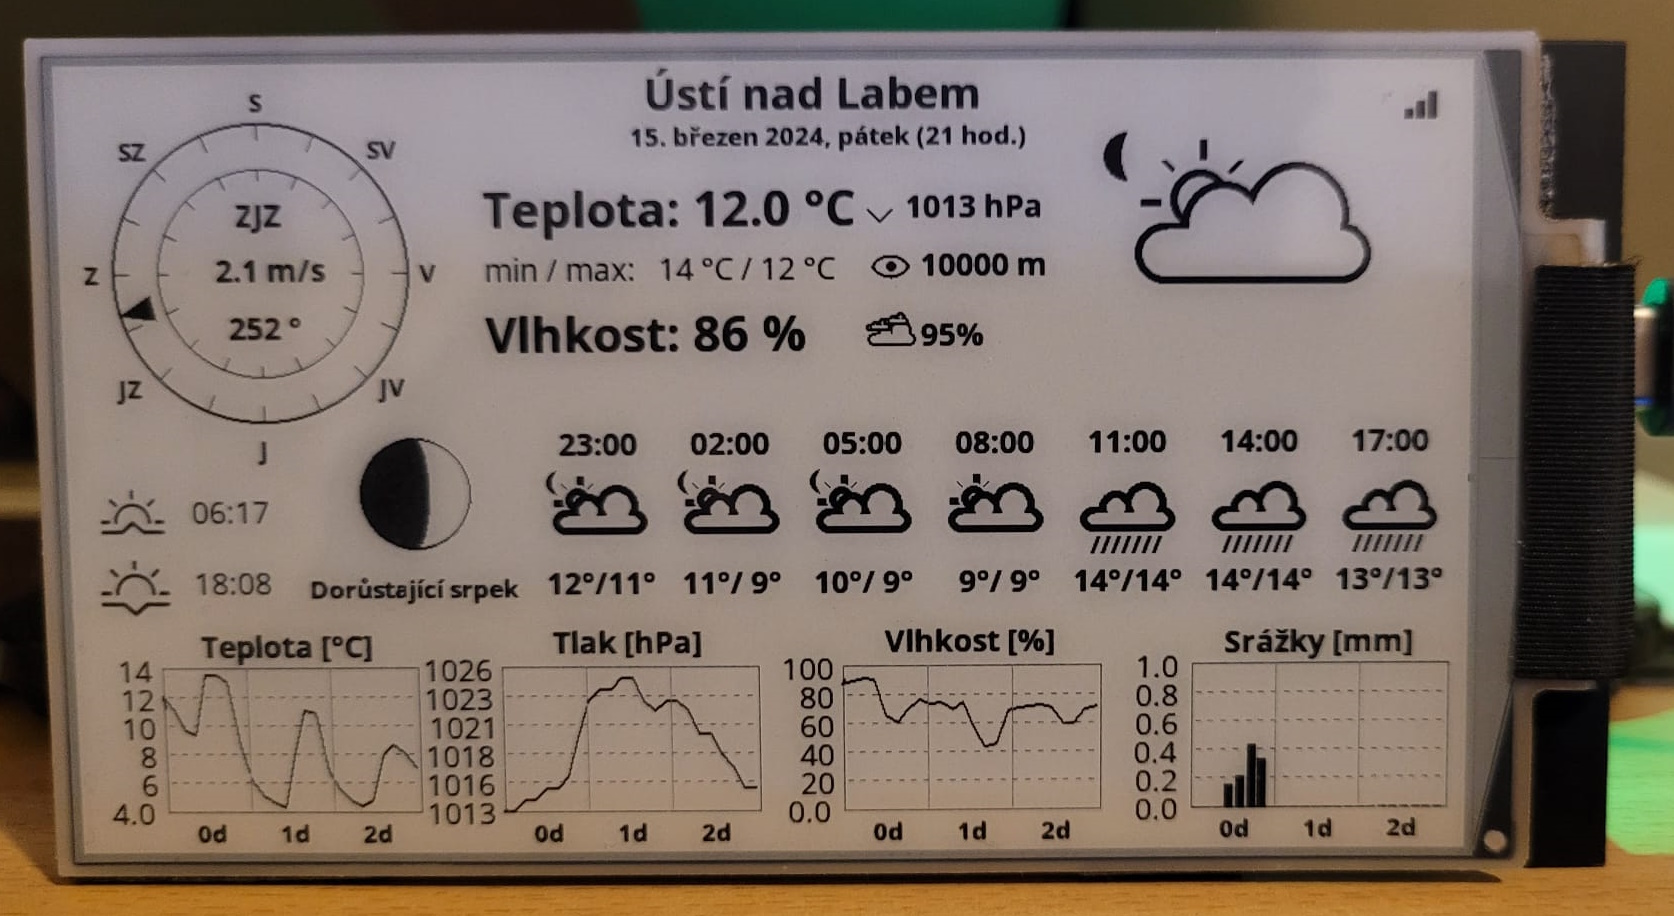 Ústí nad Labem
15. březen 2024, pátek (21 hod.)
S
SZ
SV
ZJZ
Z
2.1 m/s
V
252 °
JZ
JV
J
Teplota: 12.0 °C
1013 hPa
min / max: 14 °C / 12 °C
10000 m
Vlhkost: 86 %
95%
06:17
18:08
Dorůstající srpek
23:00 02:00 05:00 08:00 11:00 14:00 17:00
12°/11° 11°/ 9° 10°/ 9° 9°/ 9° 14°/14° 14°/14° 13°/13°
Teplota [°C]
14
12
10
8
6
4.0
0d 1d 2d
Tlak [hPa]
1026
1023
1021
1018
1016
1013
0d 1d 2d
Vlhkost [%]
100
80
60
40
20
0.0
0d 1d 2d
Srážky [mm]
1.0
0.8
0.6
0.4
0.2
0.0
0d 1d 2d